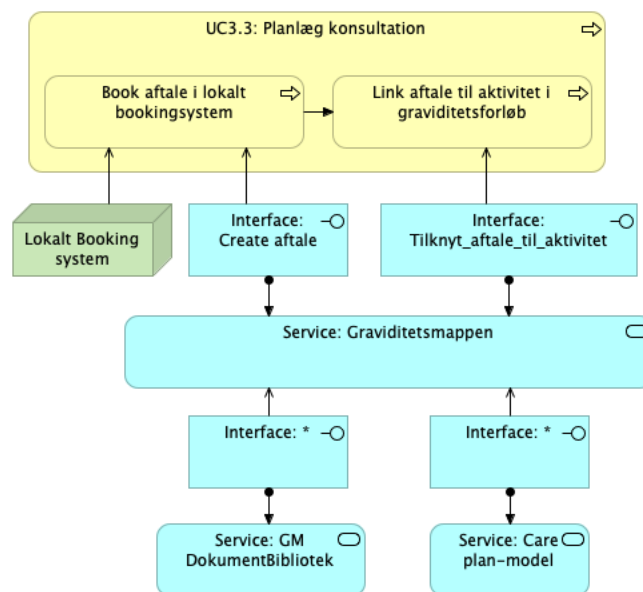 UC3.3: Planlæg konsultation
Book aftale i lokalt
bookingsystem
Link aftale til aktivitet i
graviditetsforløb
Lokalt Booking
system
Interface:
Create aftale
Interface:
Tilknyt_aftale_til_aktivitet
Service: Graviditetsmappen
Interface: *
Interface: *
Service: GM
DokumentBibliotek
Service: Care
plan-model